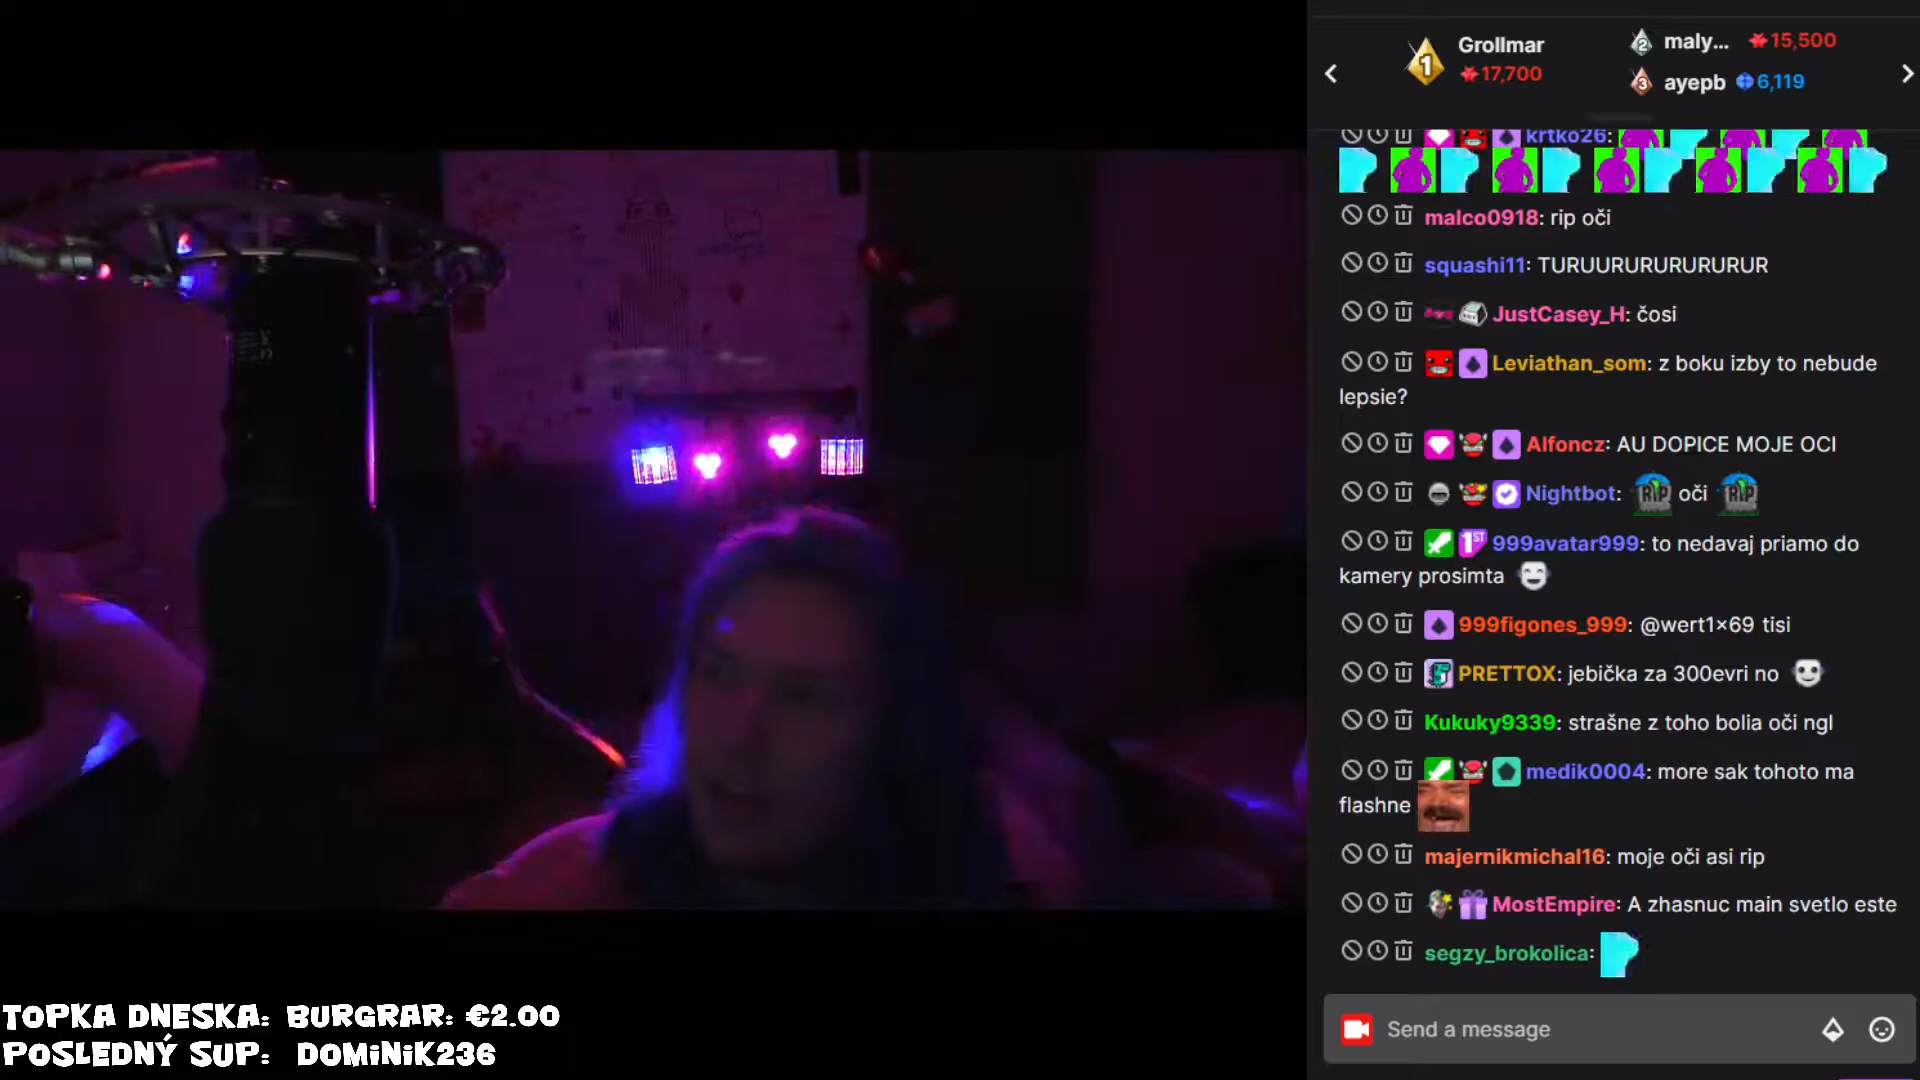 Grollmar
17,700
maly... 15,500
ayepb 6,119
krtko26:
malco0918: rip oči
squashi11: TURUURURURURURUR
JustCasey_H: čosi
Leviathan_som: z boku izby to nebude
lepsie?
Alfoncz: AU DOPICE MOJE OCI
Nightbot: RIP oči RIP
999avatar999: to nedavaj priamo do
kamery prosimta
999figones_999: @wert1x69 tisi
PRETTOX: jebička za 300evri no
Kukuky9339: strašne z toho bolia oči ngl
medik0004: more sak tohoto ma
flashne
majernikmichal16: moje oči asi rip
MostEmpire: A zhasnuc main svetlo este
segzy_brokolica:
Send a message
TOPKA DNESKA: BURGRAR: €2.00
POSLEDNÝ SUP: DOMiNiK236